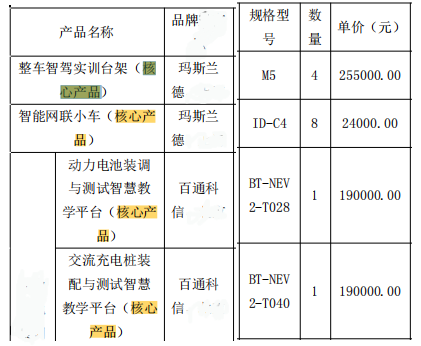 产品名称 品牌 规格型 数 单价（元）
号 量
整车智驾实训台架（核 玛斯兰 M5 4 255000.00
心产品） 德
智能网联小车（核心产 玛斯兰 ID-C4 8 24000.00
品） 德
动力电池装调
与测试智慧教 百通科 BT-NEV 1 190000.00
学平台（核心产 信 2-T028
品）
交流充电桩装
配与测试智慧 百通科 BT-NEV 1 190000.00
教学平台（核心 信 2-T040
产品）